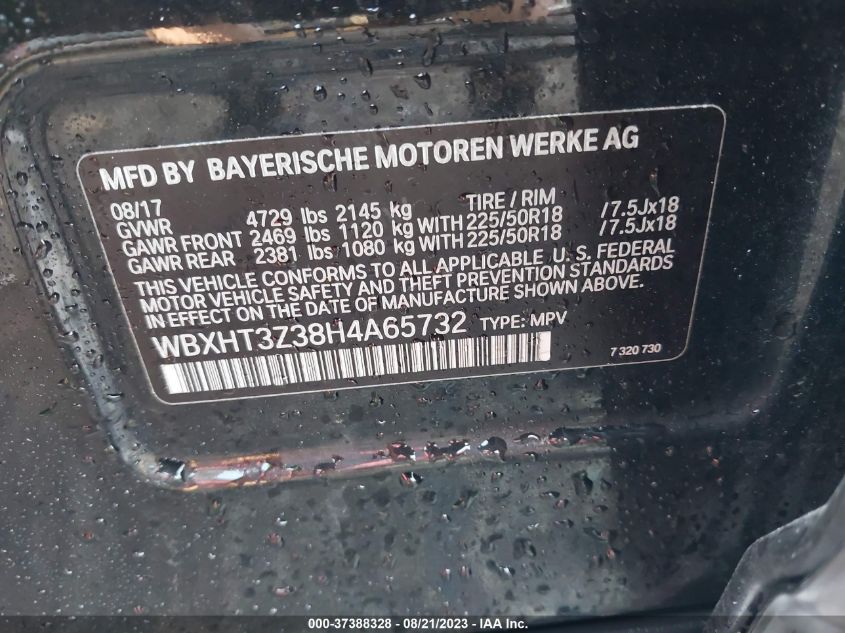 MFD BY BAYERISCHE MOTOREN WERKE AG
08/17 TIRE / RIM
GVWR 4729 lbs 2145 kg
GAWR FRONT 2469 lbs 1120 kg WITH 225/50R18 /7.5Jx18
GAWR REAR 2381 lbs 1080 kg WITH 225/50R18 /7.5Jx18
THIS VEHICLE CONFORMS TO ALL APPLICABLE U.S. FEDERAL
MOTOR VEHICLE SAFETY AND THEFT PREVENTION STANDARDS
IN EFFECT ON THE DATE OF MANUFACTURE SHOWN ABOVE.
WBXHT3Z38H4A65732 TYPE: MPV
7 320 730
000-37388328 - 08/21/2023 - IAA Inc.